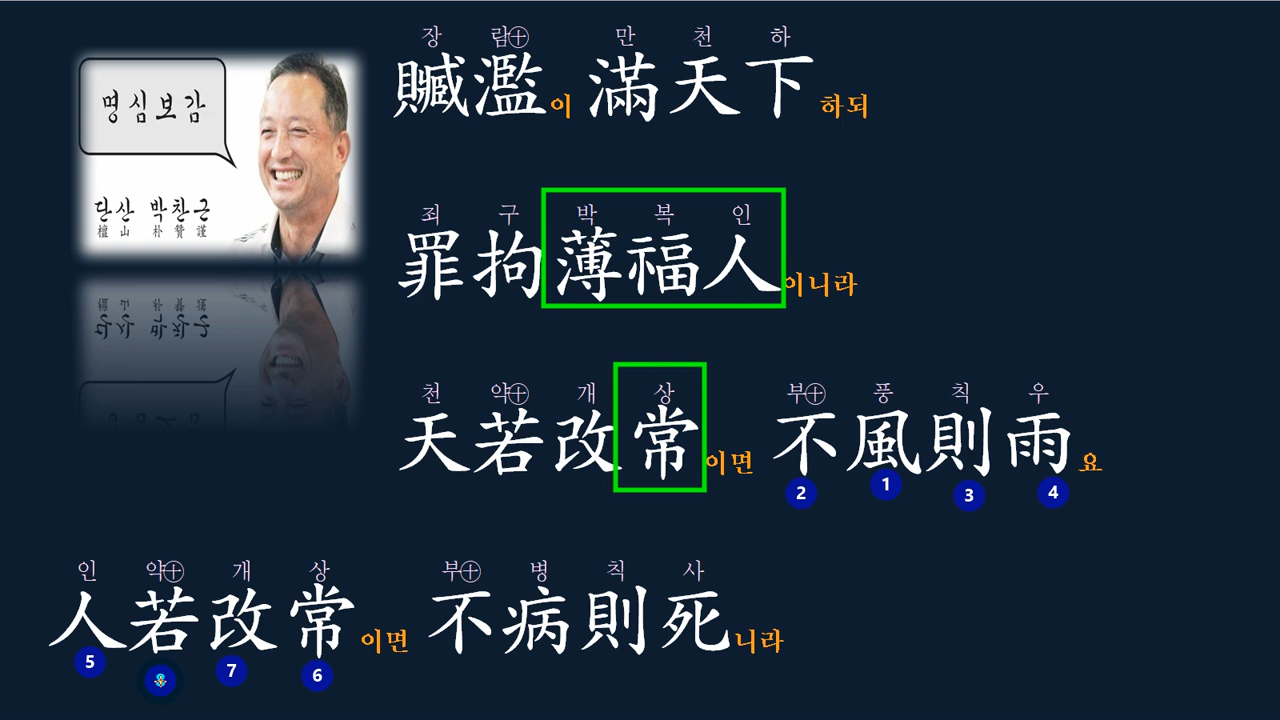 명심보감
단산 박찬근
檀山 朴贊謹
장 람㊉ 만 천 하
贓濫이 滿天下 하되
죄 구 박 복 인
罪拘薄福人이니라
천 약㊉ 개 상 부㊉ 풍 칙 우
天若改常이면 不風則雨요
2 1 3 4
인 약㊉ 개 상 부㊉ 병 칙 사
人若改常이면 不病則死니라
5 7 6